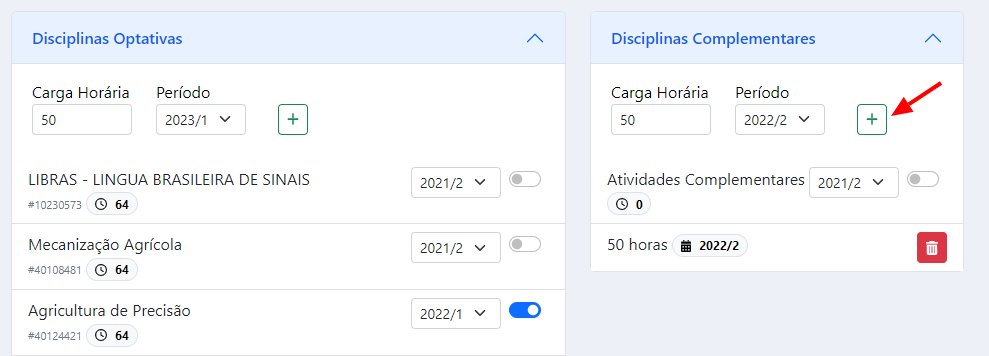 Disciplinas Optativas
Carga Horária Período
50 2023/1 +
LIBRAS - LINGUA BRASILEIRA DE SINAIS 2021/2
#10230573 64
Mecanização Agrícola 2021/2
#40108481 64
Agricultura de Precisão 2022/1
#40124421 64
Disciplinas Complementares
Carga Horária Período
50 2022/2 +
Atividades Complementares 2021/2
0
50 horas 2022/2